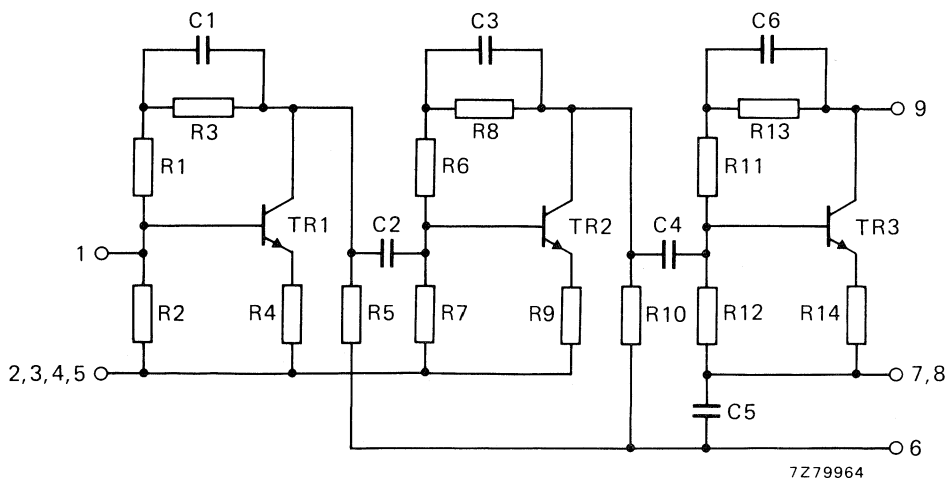 C1
C3
C6
R3
R8
R13
9
R1
R6
R11
TR1
C2
TR2
C4
TR3
1
R2
R4
R5
R7
R9
R10
R12
R14
2,3,4,5
7,8
C5
6
7Z79964